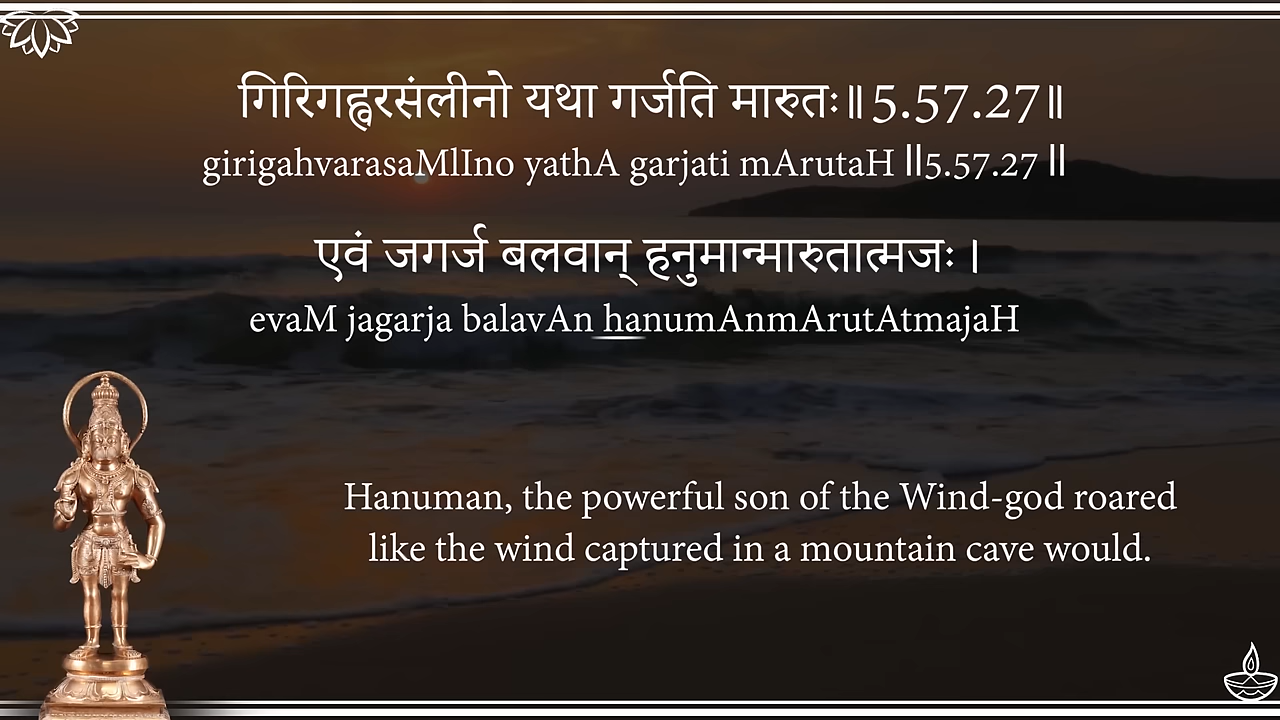 गिरिगह्वरसंलीनो यथा गर्जति मारुतः॥5.57.27॥
girigahvarasaMlIno yathA garjati mArutaH ॥5.57.27 ॥
एवं जगर्ज बलवान् हनुमान्मारुतात्मजः ।
evaM jagarja balavAn hanumAnmArutAtmajaH
Hanuman, the powerful son of the Wind-god roared
like the wind captured in a mountain cave would.